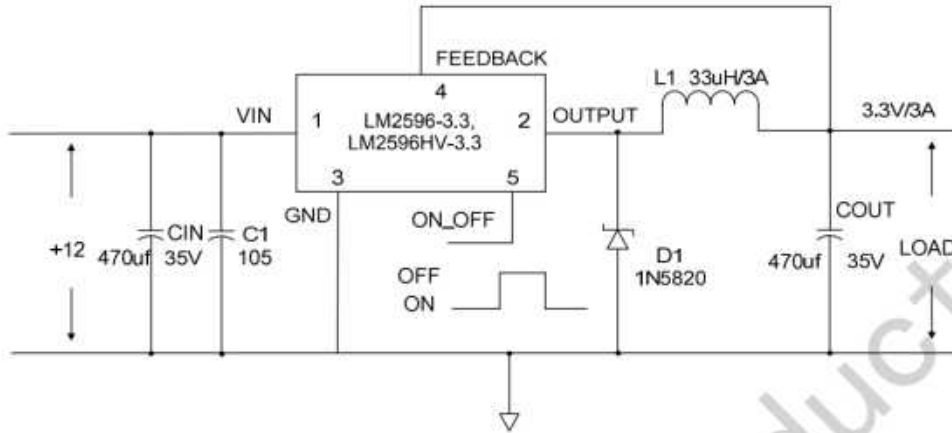 FEEDBACK
L1 33uH/3A
4
VIN
1
LM2596-3.3,
2
OUTPUT
3.3V/3A
LM2596HV-3.3
3
5
GND
ON_OFF
COUT
CIN
C1
+12
470uf
35V
105
D1
1N5820
470uf
35V
LOAD
OFF
ON
duct